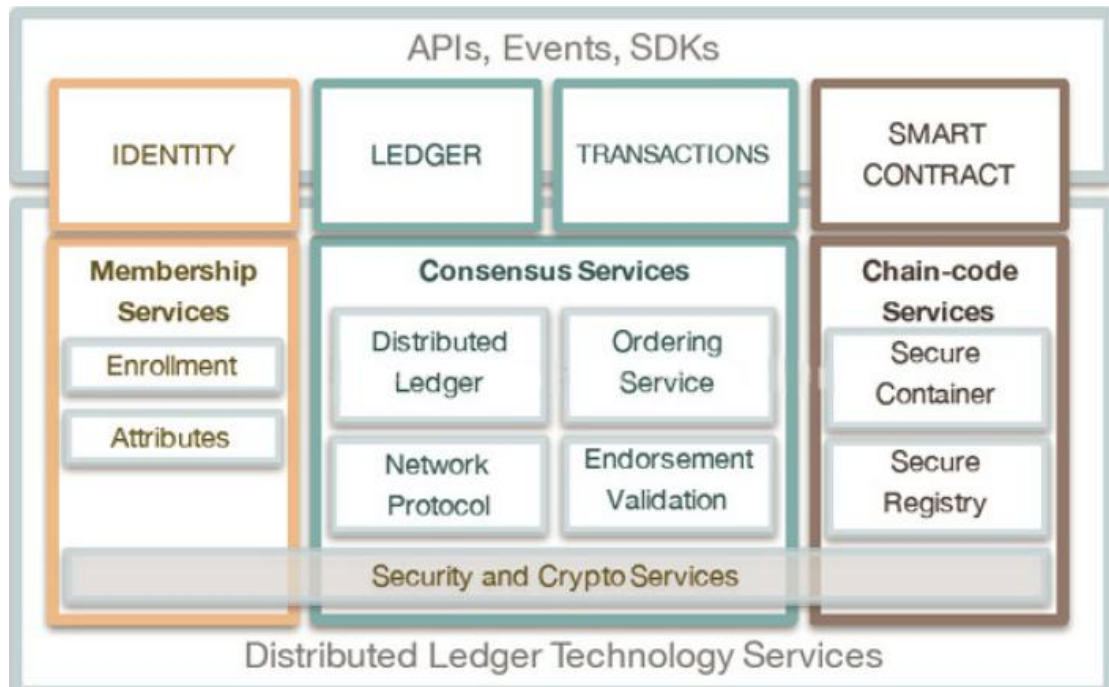 APIs, Events, SDKs
IDENTITY
LEDGER
TRANSACTIONS
SMART
CONTRACT
Membership
Services
Enrollment
Attributes
Consensus Services
Distributed
Ledger
Ordering
Service
Network
Protocol
Endorsement
Validation
Chain-code
Services
Secure
Container
Secure
Registry
Security and Crypto Services
Distributed Ledger Technology Services